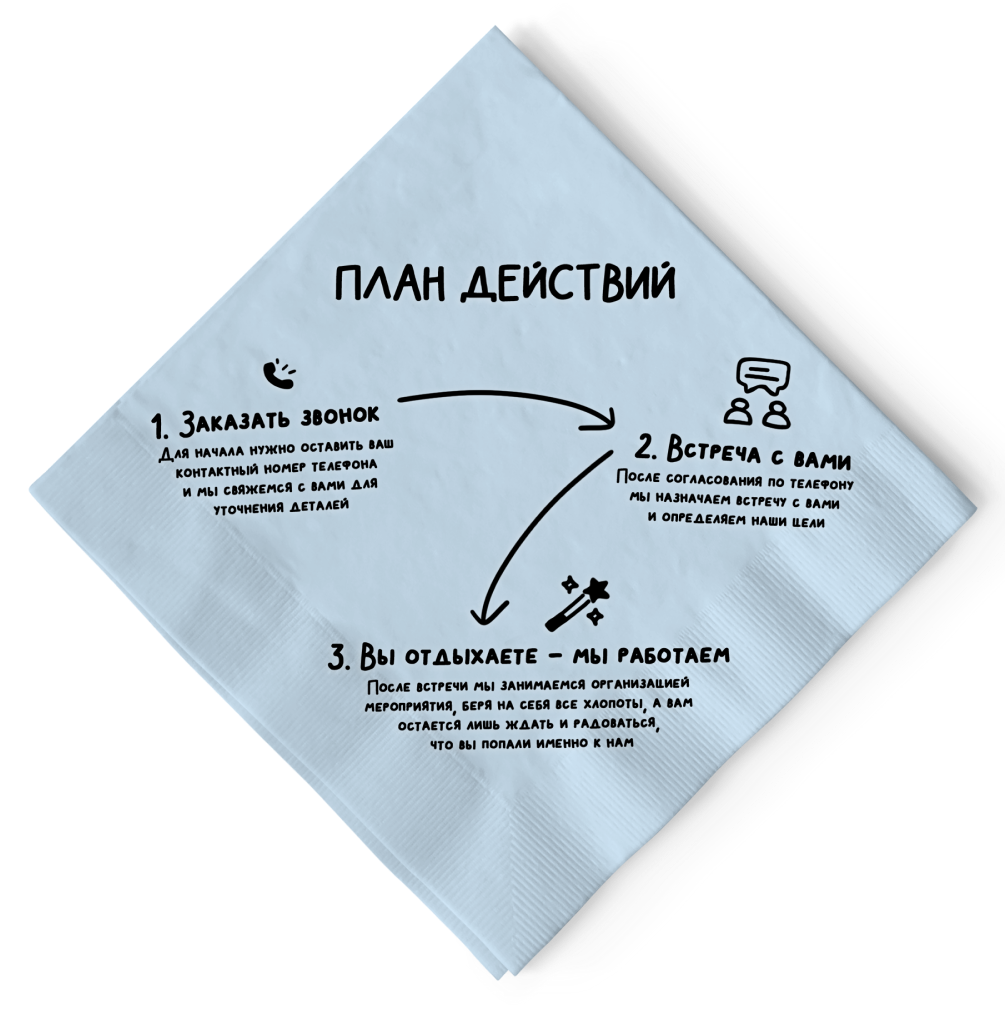 ПЛАН ДЕЙСТВИЙ
1. Заказать звонок
Для начала нужно оставить ваш
контактный номер телефона
и мы свяжемся с вами для
уточнения деталей
2. Встреча с вами
После согласования по телефону
мы назначаем встречу с вами
и определяем наши цели
3. Вы отдыхаете – мы работаем
После встречи мы занимаемся организацией
мероприятия, беря на себя все хлопоты, а вам
остается лишь ждать и радоваться,
что вы попали именно к нам